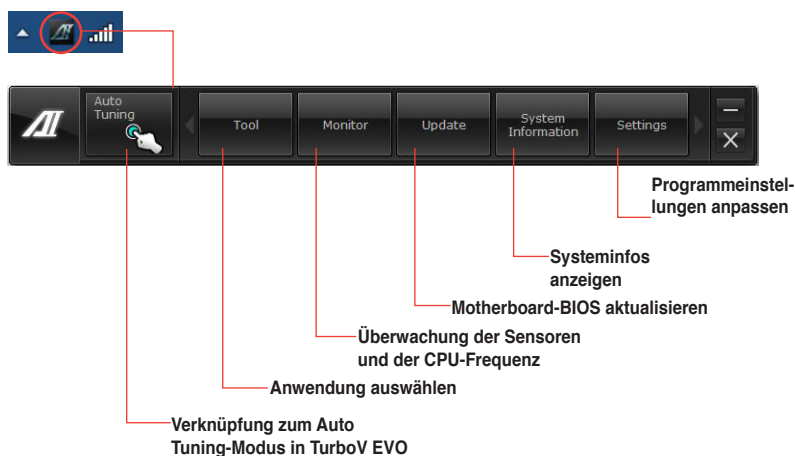 Auto
Tuning
Tool
Monitor
Update
System
Information
Settings
Programmeinstel-
lungen anpassen
Systeminfos
anzeigen
Motherboard-BIOS aktualisieren
Überwachung der Sensoren
und der CPU-Frequenz
Anwendung auswählen
Verknüpfung zum Auto
Tuning-Modus in TurboV EVO